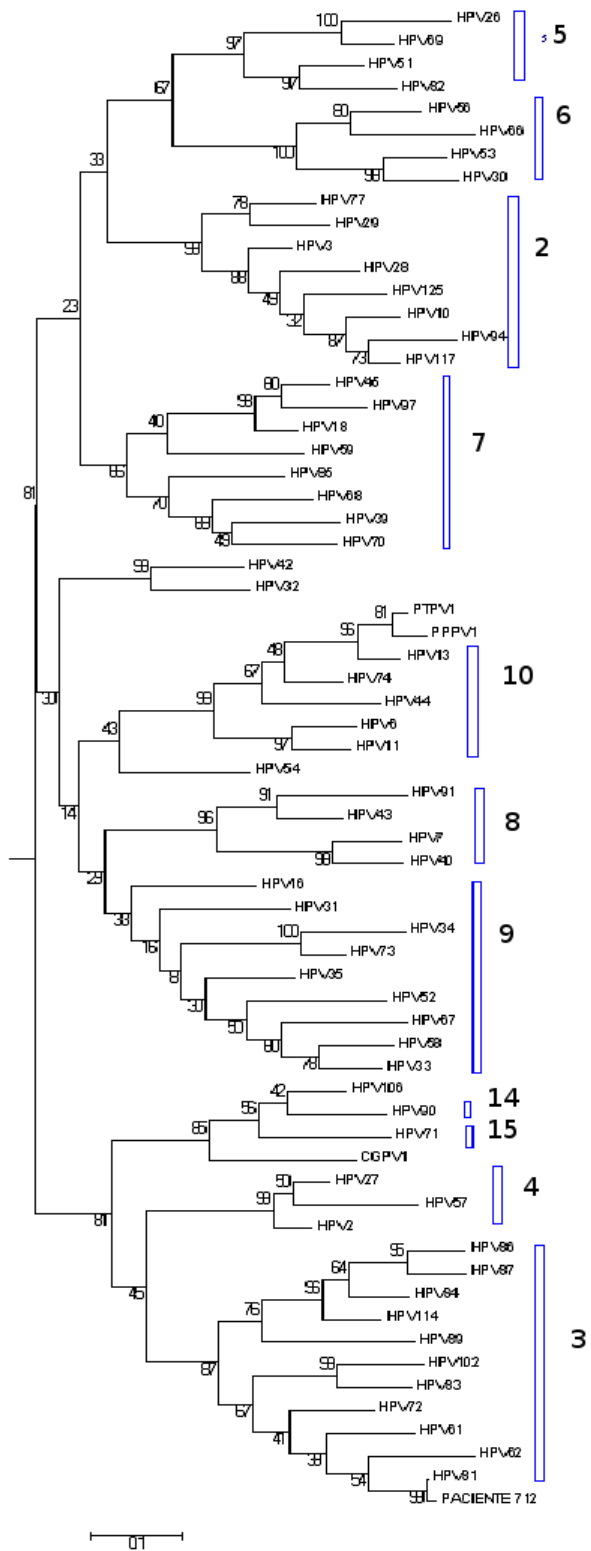 100 HPV26
97 HPV69 5
HPV51
67 97 HPV82
80 HPV56 6
HPV66
100 HPV53
33 98 HPV30
78 HPV77
HPV29
99 HPV3 2
88 HPV28
49 HPV125
32 HPV10
23 87 HPV94
73 HPV117
80 HPV45
98 HPV97
40 HPV18
HPV59 7
66 HPV85
70 HPV68
HPV39
81 49 HPV70
98 HPV42
HPV32
81 PTPV1
96 PPPV1
48 HPV13
67 HPV74 10
98 HPV44
43 HPV6
97 HPV11
HPV54
30
91 HPV91
14 96 HPV43 8
HPV7
98 HPV40
29 HPV16
33 HPV31
16 100 HPV34 9
8 HPV73
30 HPV35
50 HPV52
80 HPV67
HPV58
78 HPV33
42 HPV106 14
56 HPV90
85 HPV71 15
CGPV1
50 HPV27
99 HPV57 4
81 HPV2
45
95 HPV86
64 HPV87
96 HPV84
76 HPV114
HPV89 3
87 98 HPV102
HPV83
67 HPV72
41 HPV61
38 HPV62
54 HPV81
99 PACIENTE 712
0.1